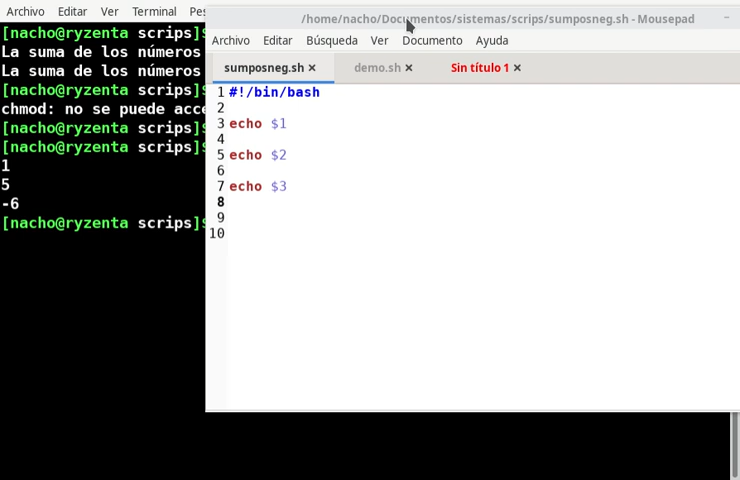 Archivo Editar Ver Terminal
[nacho@ryzenta scrips]$
La suma de los números
La suma de los números
[nacho@ryzenta scrips]$
chmod: no se puede
[nacho@ryzenta scrips]$
[nacho@ryzenta scrips]$
1
5
-6
[nacho@ryzenta scrips]$
/home/nacho/Documentos/sistemas/scrips/sumposneg.sh - Mousepad
Archivo Editar Búsqueda Ver Documento Ayuda
sumposneg.sh demo.sh Sin título 1
1 #!/bin/bash
2
3 echo $1
4
5 echo $2
6
7 echo $3
8
9
10